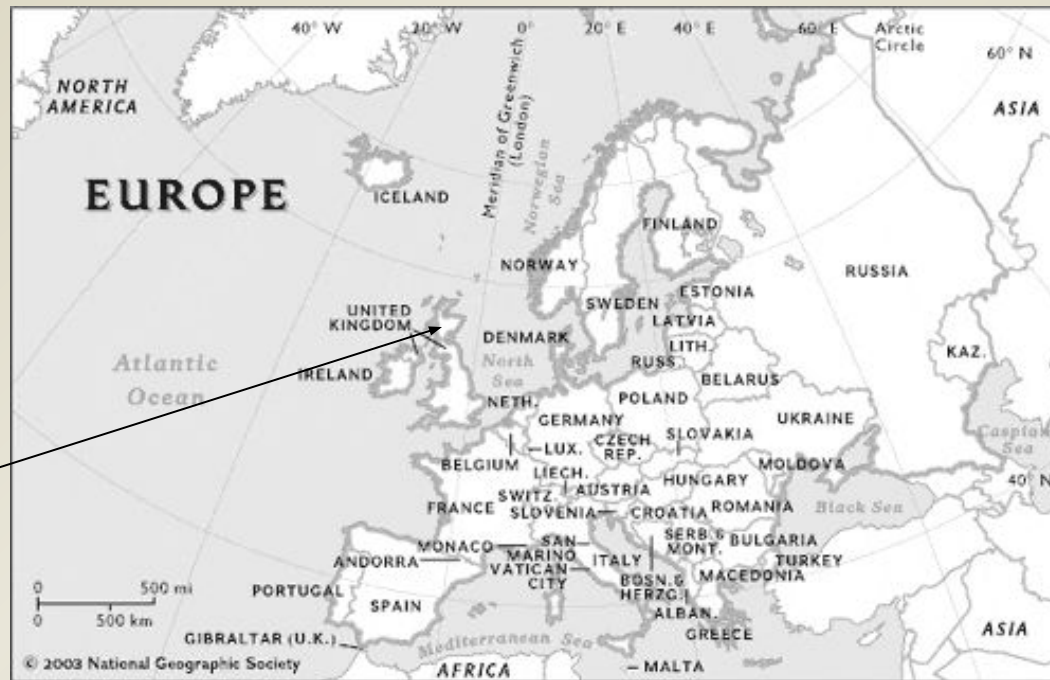 40° W
20° W
0°
20° E
40° E
60° E
Arctic
Circle
60° N
NORTH
AMERICA
ASIA
Meridian of Greenwich
(London)
Norwegian
Sea
EUROPE
ICELAND
FINLAND
NORWAY
RUSSIA
SWEDEN
ESTONIA
UNITED
KINGDOM
DENMARK
LATVIA
LITH.
RUSS
KAZ.
Atlantic
Ocean
North
Sea
IRELAND
BELARUS
NETH.
POLAND
GERMANY
UKRAINE
LUX.
CZECH
REP.
SLOVAKIA
Caspian
Sea
BELGIUM
LIECH.
MOLDOVA
40° N
SWITZ.
AUSTRIA
HUNGARY
FRANCE
SLOVENIA
CROATIA
ROMANIA
Black Sea
MONACO
SAN
MARINO
SERB. &
MONT.
BULGARIA
ANDORRA
VATICAN
CITY
ITALY
TURKEY
MACEDONIA
0 500 mi
0 500 km
PORTUGAL
SPAIN
BOSN. &
HERZG.
ALBAN.
GIBRALTAR (U.K.)
Mediterranean Sea
GREECE
ASIA
© 2003 National Geographic Society
AFRICA
MALTA